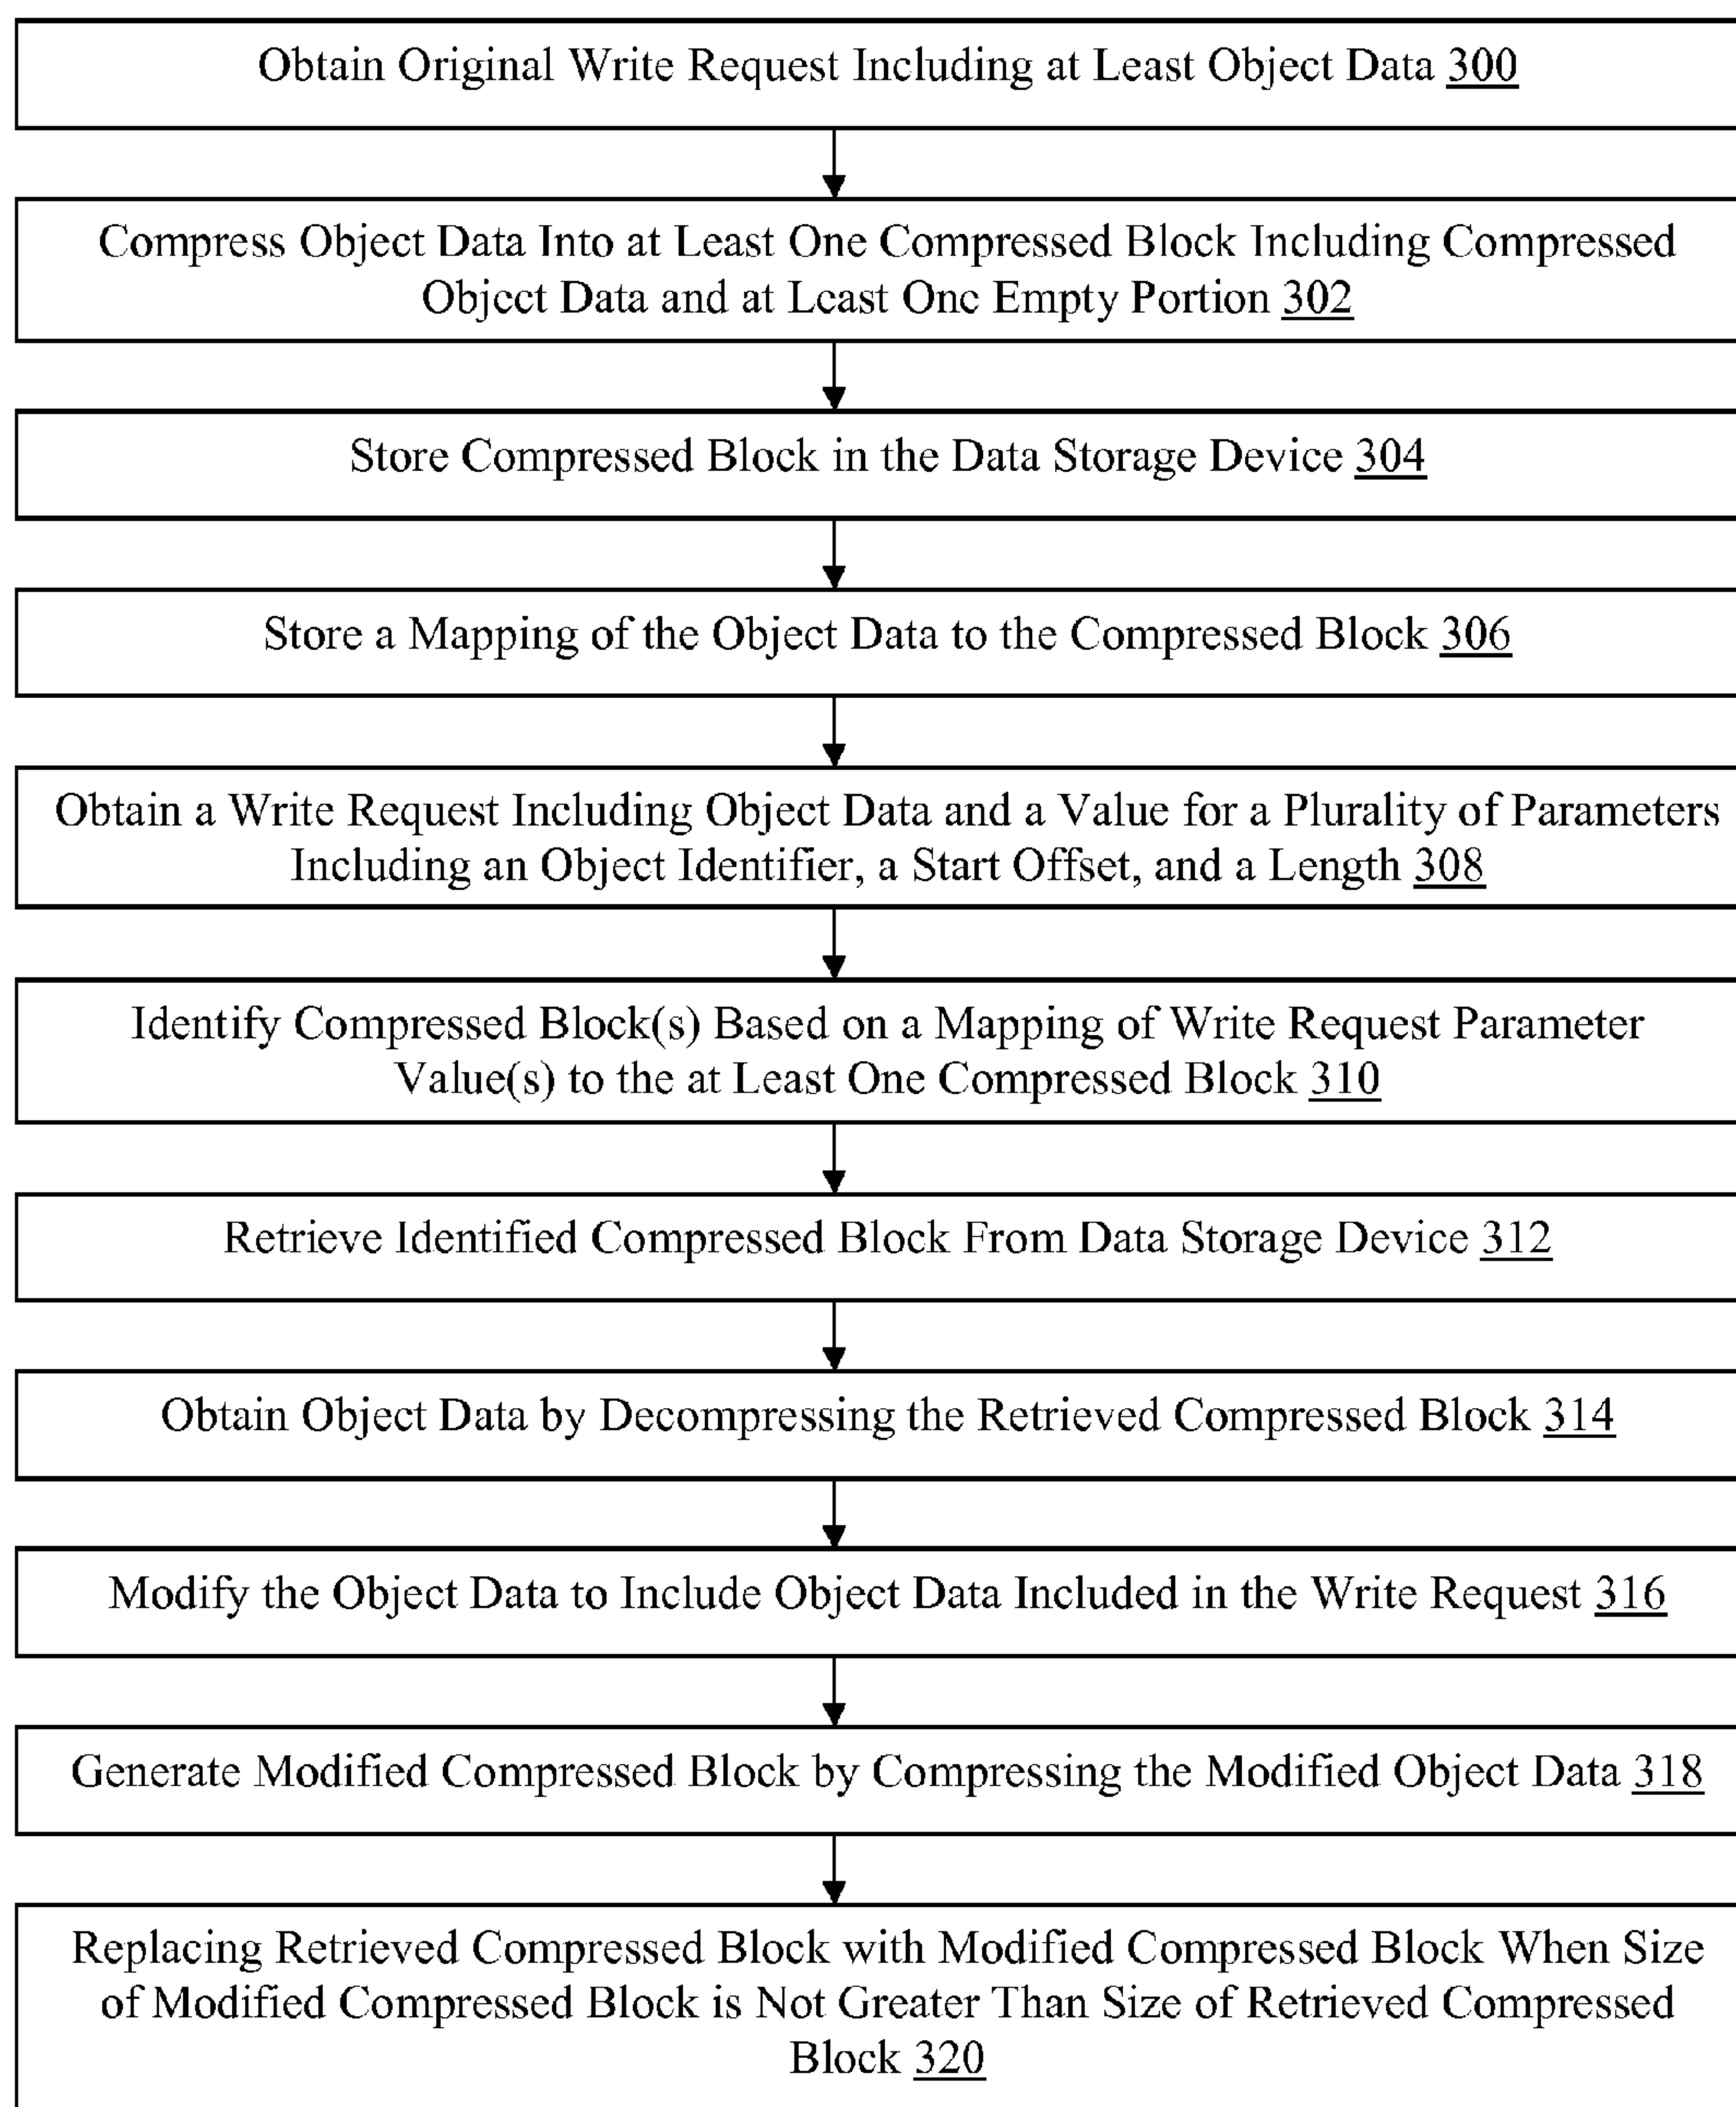 Obtain Original Write Request Including at Least Object Data 300
Compress Object Data Into at Least One Compressed Block Including Compressed
Object Data and at Least One Empty Portion 302
Store Compressed Block in the Data Storage Device 304
Store a Mapping of the Object Data to the Compressed Block 306
Obtain a Write Request Including Object Data and a Value for a Plurality of Parameters
Including an Object Identifier, a Start Offset, and a Length 308
Identify Compressed Block(s) Based on a Mapping of Write Request Parameter
Value(s) to the at Least One Compressed Block 310
Retrieve Identified Compressed Block From Data Storage Device 312
Obtain Object Data by Decompressing the Retrieved Compressed Block 314
Modify the Object Data to Include Object Data Included in the Write Request 316
Generate Modified Compressed Block by Compressing the Modified Object Data 318
Replacing Retrieved Compressed Block with Modified Compressed Block When Size
of Modified Compressed Block is Not Greater Than Size of Retrieved Compressed
Block 320